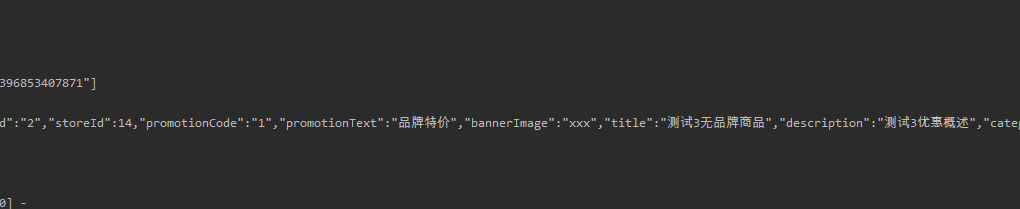 396853407871"]
d":"2","storeId":14,"promotionCode":"1","promotionText":"品牌特价","bannerImage":"xxx","title":"测试3无品牌商品","description":"测试3优惠概述","categ
0] -